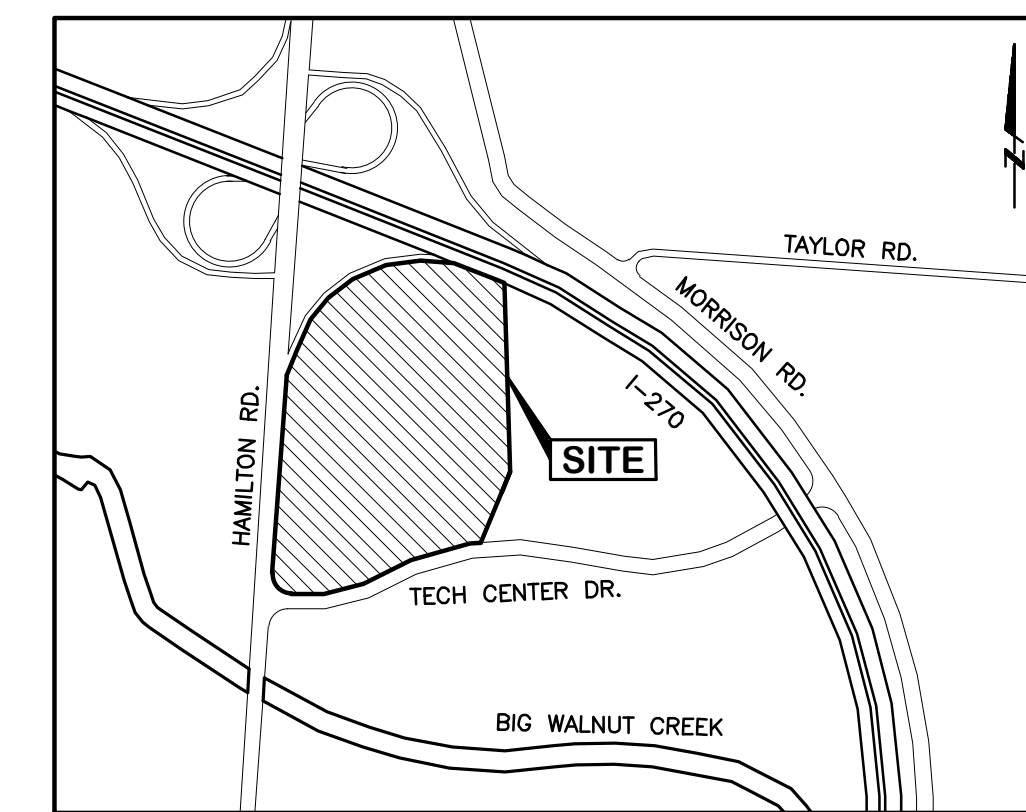 N
TAYLOR RD.
MORRISON RD.
I-270
HAMILTON RD.
SITE
TECH CENTER DR.
BIG WALNUT CREEK